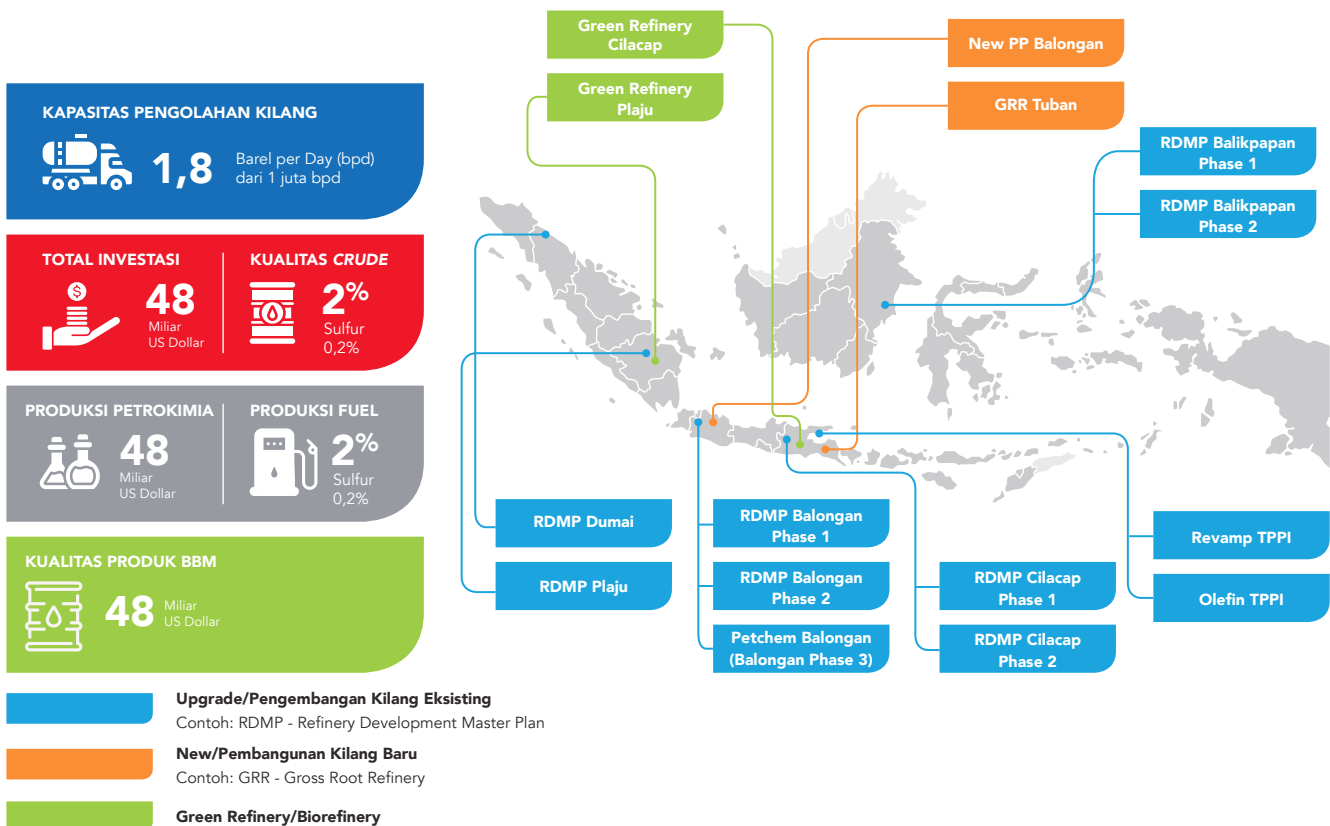 Green Refinery
Cilacap
Green Refinery
Plaju
New PP Balongan
GRR Tuban
RDMP Balikpapan
Phase 1
RDMP Balikpapan
Phase 2
KAPASITAS PENGOLAHAN KILANG
1,8
Barel per Day (bpd)
dari 1 juta bpd
TOTAL INVESTASI
$
48
Miliar
US Dollar
KUALITAS CRUDE
2%
Sulfur
0,2%
PRODUKSI PETROKIMIA
48
Miliar
US Dollar
PRODUKSI FUEL
2%
Sulfur
0,2%
KUALITAS PRODUK BBM
48
Miliar
US Dollar
RDMP Dumai
RDMP Plaju
RDMP Balongan
Phase 1
RDMP Balongan
Phase 2
Petchem Balongan
(Balongan Phase 3)
RDMP Cilacap
Phase 1
RDMP Cilacap
Phase 2
Revamp TPPI
Olefin TPPI
Upgrade/Pengembangan Kilang Eksisting
Contoh: RDMP - Refinery Development Master Plan
New/Pembangunan Kilang Baru
Contoh: GRR - Gross Root Refinery
Green Refinery/Biorefinery